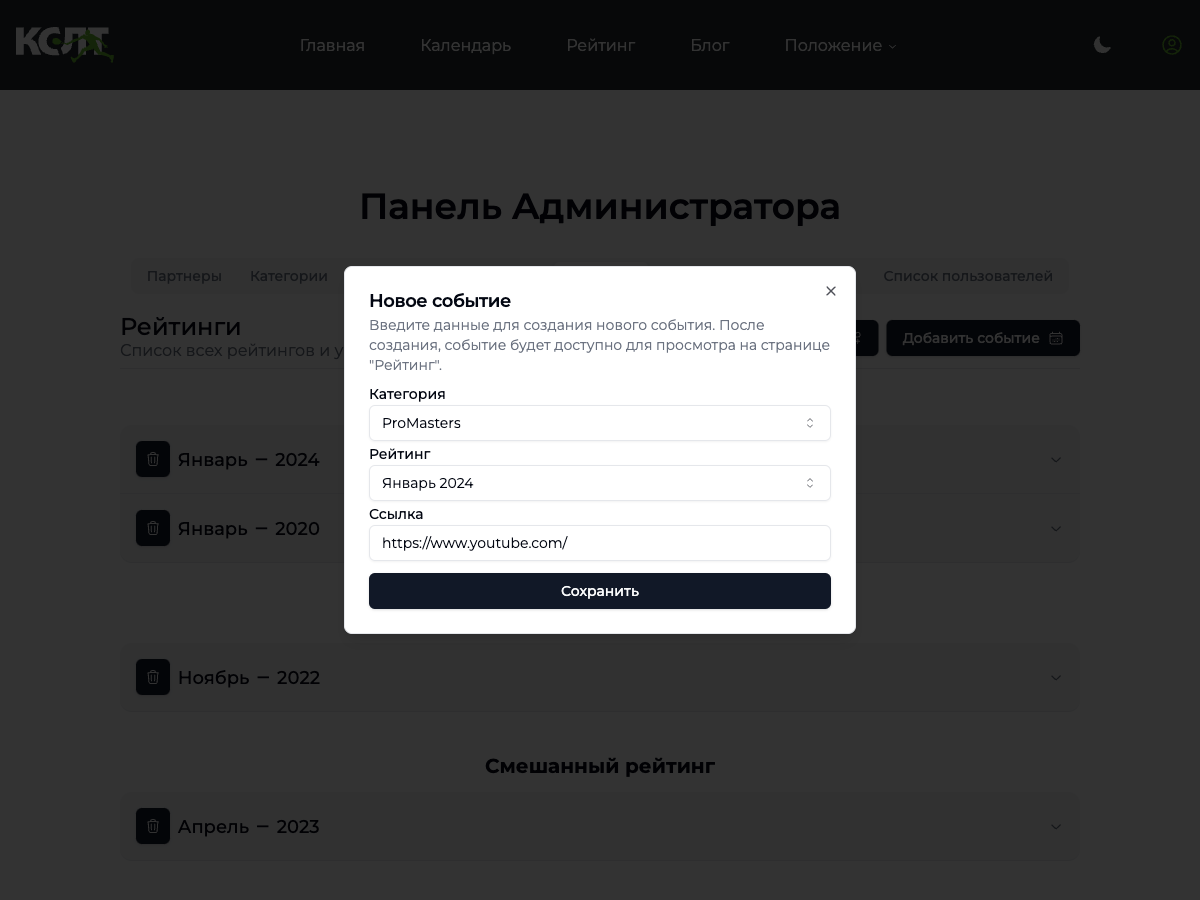 КСЛТ
Главная
Календарь
Рейтинг
Блог
Положение
Панель Администратора
Партнеры
Категории
Список пользователей
Рейтинги
Список всех рейтингов и у
Добавить событие
Новое событие
Введите данные для создания нового события. После
создания, событие будет доступно для просмотра на странице
"Рейтинг".
Категория
ProMasters
Рейтинг
Январь 2024
Ссылка
https://www.youtube.com/
Сохранить
Январь — 2024
Январь — 2020
Ноябрь — 2022
Смешанный рейтинг
Апрель — 2023